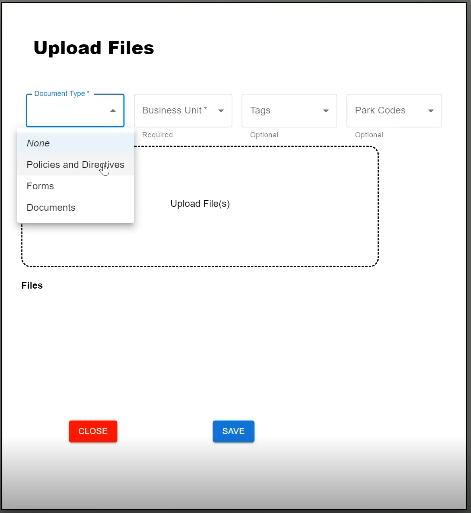 Upload Files
Document Type *
Business Unit *
Tags
Park Codes
Required
Optional
Optional
None
Policies and Directives
Forms
Documents
Upload File(s)
Files
CLOSE
SAVE